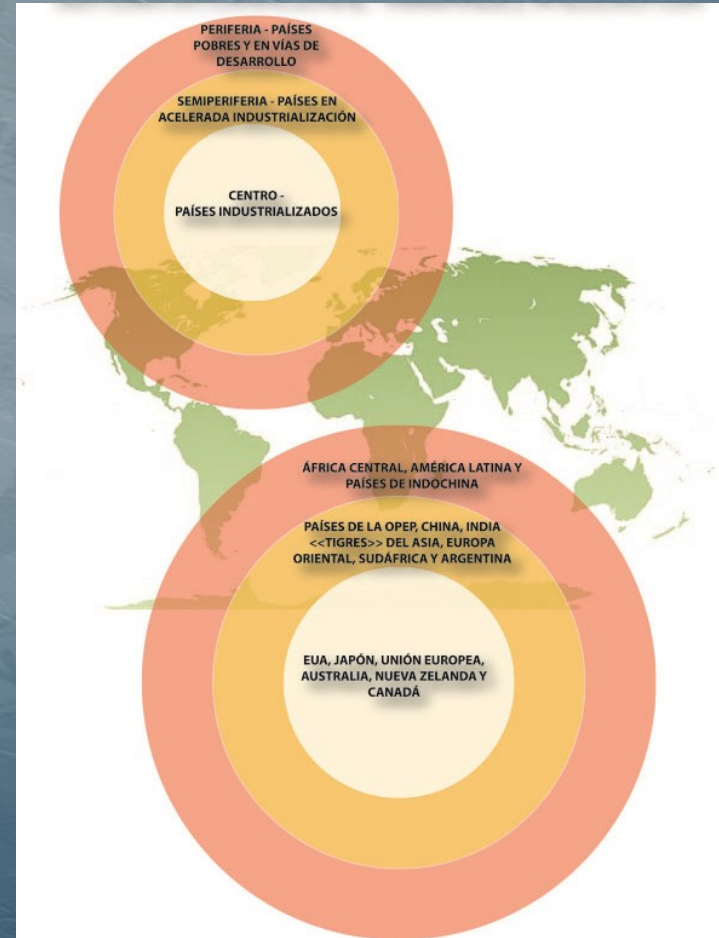 PERIFERIA - PAÍSES
POBRES Y EN VÍAS DE
DESARROLLO
SEMIPERIFERIA - PAÍSES EN
ACELERADA INDUSTRIALIZACIÓN
CENTRO -
PAÍSES INDUSTRIALIZADOS
ÁFRICA CENTRAL, AMÉRICA LATINA Y
PAÍSES DE INDOCHINA
PAÍSES DE LA OPEP, CHINA, INDIA
<<TIGRES>> DEL ASIA, EUROPA
ORIENTAL, SUDÁFRICA Y ARGENTINA
EUA, JAPÓN, UNIÓN EUROPEA,
AUSTRALIA, NUEVA ZELANDA Y
CANADÁ